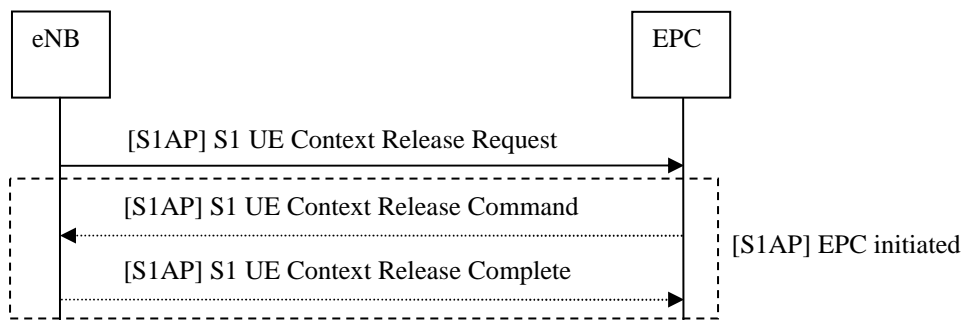 eNB
EPC
[S1AP] S1 UE Context Release Request
[S1AP] S1 UE Context Release Command
[S1AP] EPC initiated
[S1AP] S1 UE Context Release Complete